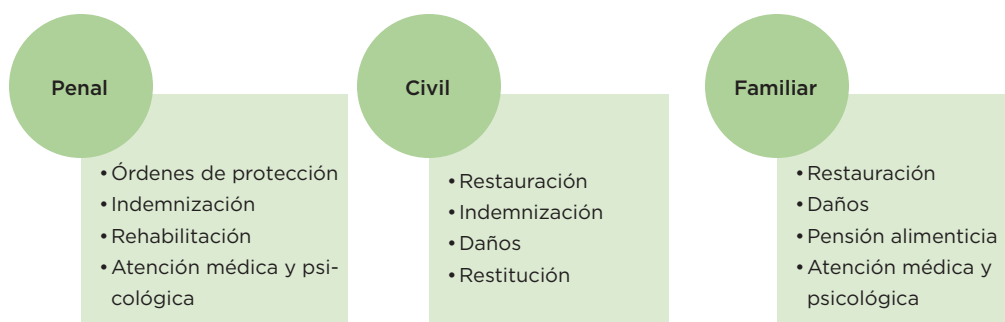 Penal
• Órdenes de protección
• Indemnización
• Rehabilitación
• Atención médica y psi-
cológica
Civil
• Restauración
• Indemnización
• Daños
• Restitución
Familiar
• Restauración
• Daños
• Pensión alimenticia
• Atención médica y
psicológica